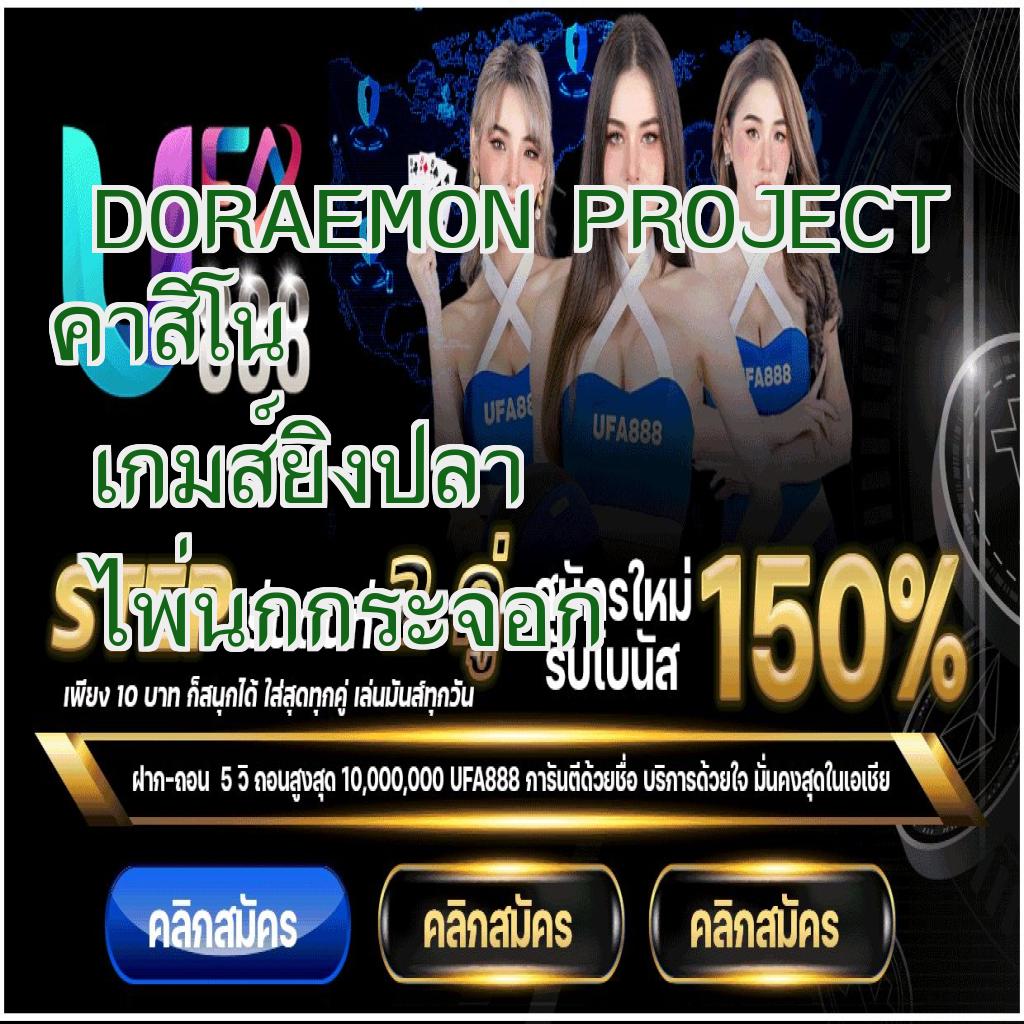 UFA
888
DORAEMON PROJECT
คาสิโน
เกมส์ยิงปลา
ไพ่นกกระจอก
UFA888
UFA888
UFA888
STEP 2 คู่
สมัครใหม่
รับโบนัส
150%
เพียง 10 บาท ก็สนุกได้ ใส่สุดทุกคู่ เล่นมันส์ทุกวัน
ฝาก-ถอน 5 วิ ถอนสูงสุด 10,000,000 UFA888 การันตีด้วยชื่อ บริการด้วยใจ มั่นคงสุดในเอเชีย
คลิกสมัคร
คลิกสมัคร
คลิกสมัคร